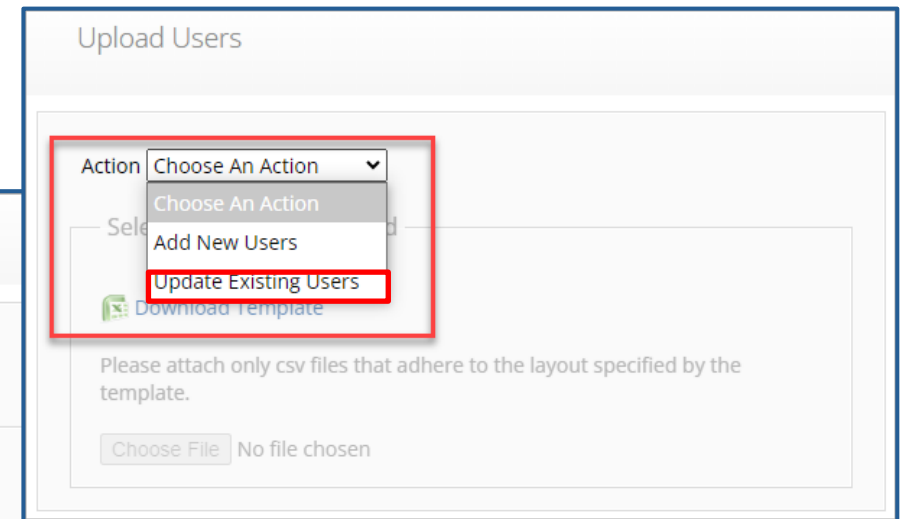 Upload Users
Action Choose An Action
Choose An Action
Add New Users
Update Existing Users
Download Template
Please attach only csv files that adhere to the layout specified by the
template.
Choose File No file chosen